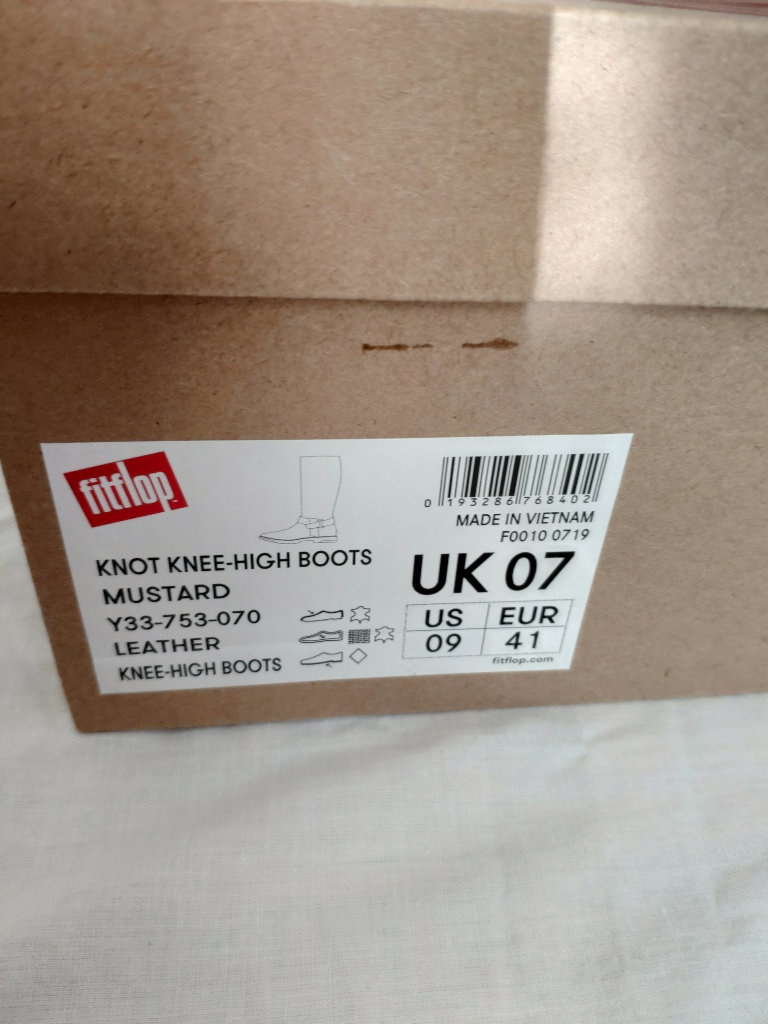 fitflop™
0 193286 768402
MADE IN VIETNAM
F0010 0719
KNOT KNEE-HIGH BOOTS
MUSTARD
Y33-753-070
LEATHER
KNEE-HIGH BOOTS
UK 07
US EUR
09 41
fitflop.com